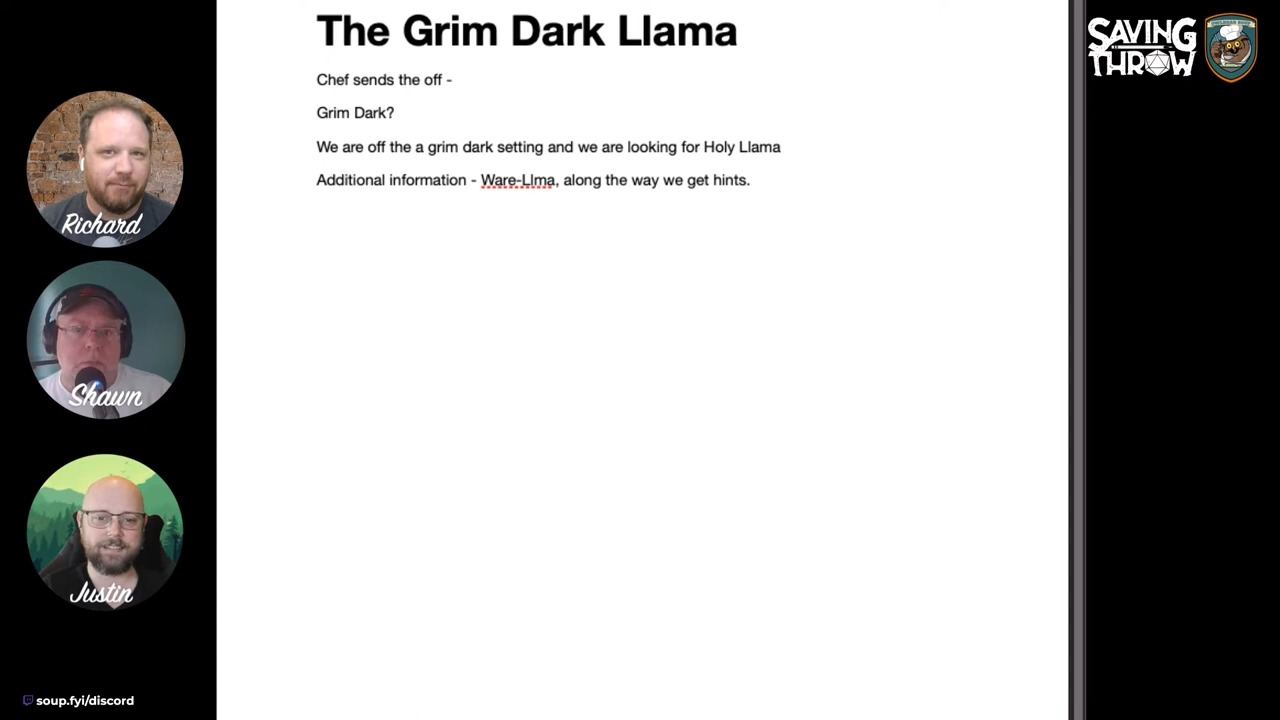 The Grim Dark Llama
Chef sends the off -
Grim Dark?
We are off the a grim dark setting and we are looking for Holy Llama
Additional information - Ware-Llma, along the way we get hints.
Richard
Shawn
Justin
soup.fyi/discord
SAVING
THROW